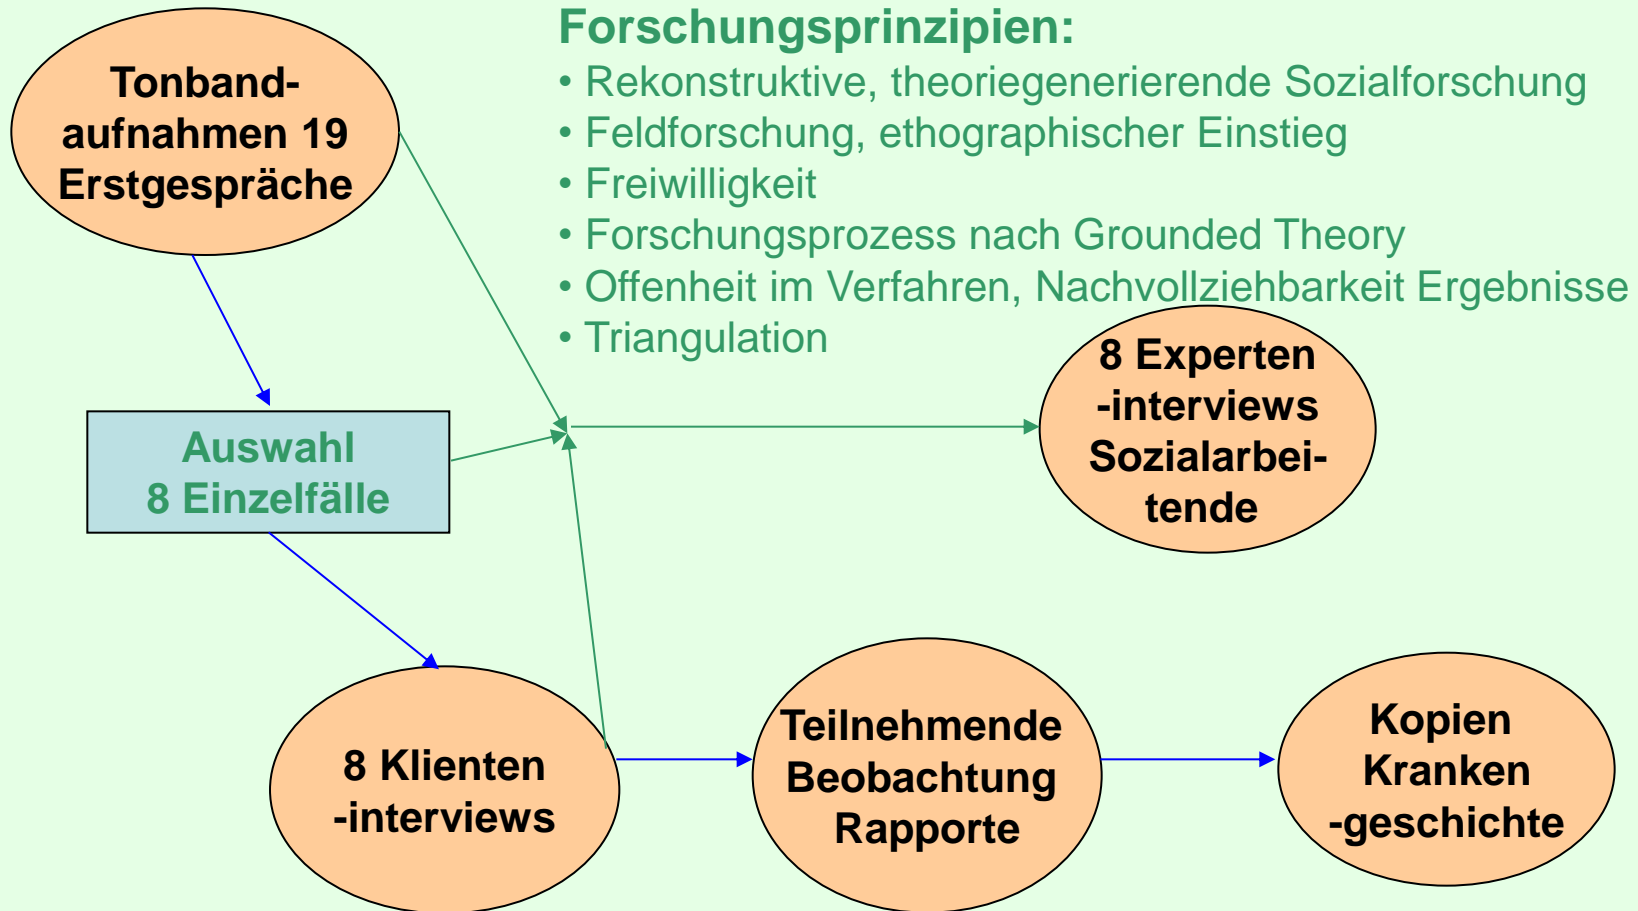 Forschungsprinzipien:
• Rekonstruktive, theoriegenerierende Sozialforschung
• Feldforschung, ethographischer Einstieg
• Freiwilligkeit
• Forschungsprozess nach Grounded Theory
• Offenheit im Verfahren, Nachvollziehbarkeit Ergebnisse
• Triangulation
Tonband-
aufnahmen 19
Erstgespräche
Auswahl
8 Einzelfälle
8 Experten
-interviews
Sozialarbei-
tende
8 Klienten
-interviews
Teilnehmende
Beobachtung
Rapporte
Kopien
Kranken
-geschichte